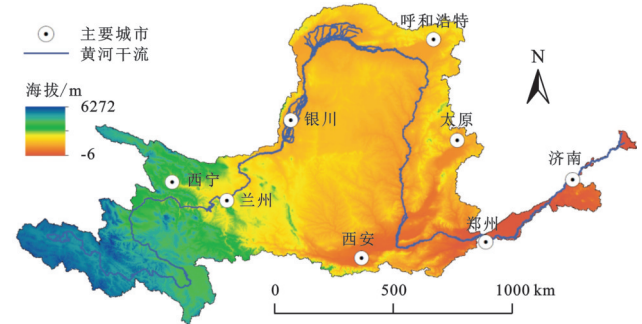 主要城市
黄河干流
海拔/m
6272
-6
呼和浩特
N
银川
太原
济南
西宁
兰州
郑州
西安
0 500 1000 km